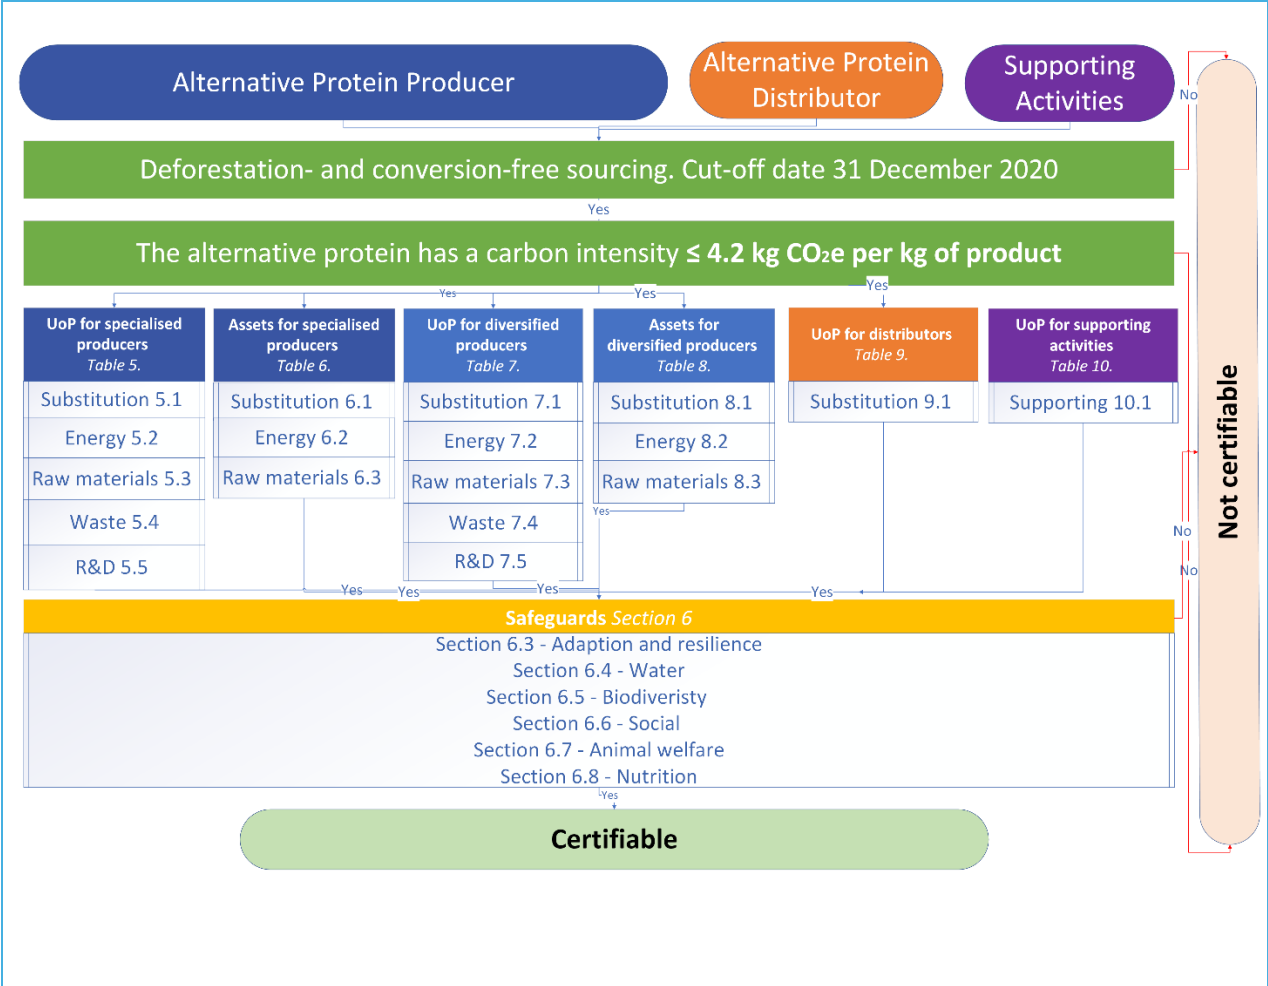 Alternative Protein Producer
Alternative Protein
Distributor
Supporting
Activities
No
Deforestation- and conversion-free sourcing. Cut-off date 31 December 2020
Yes
The alternative protein has a carbon intensity ≤ 4.2 kg CO₂e per kg of product
Yes
Yes
Yes
UoP for specialised
producers
Table 5.
Substitution 5.1
Energy 5.2
Raw materials 5.3
Waste 5.4
R&D 5.5
Assets for specialised
producers
Table 6.
Substitution 6.1
Energy 6.2
Raw materials 6.3
UoP for diversified
producers
Table 7.
Substitution 7.1
Energy 7.2
Raw materials 7.3
Waste 7.4
R&D 7.5
Assets for
diversified producers
Table 8.
Substitution 8.1
Energy 8.2
Raw materials 8.3
Yes
UoP for distributors
Table 9.
Substitution 9.1
UoP for supporting
activities
Table 10.
Supporting 10.1
No
No
Yes
Yes
Yes
Yes
Safeguards Section 6
Section 6.3 - Adaption and resilience
Section 6.4 - Water
Section 6.5 - Biodiveristy
Section 6.6 - Social
Section 6.7 - Animal welfare
Section 6.8 - Nutrition
Yes
Certifiable
Not certifiable